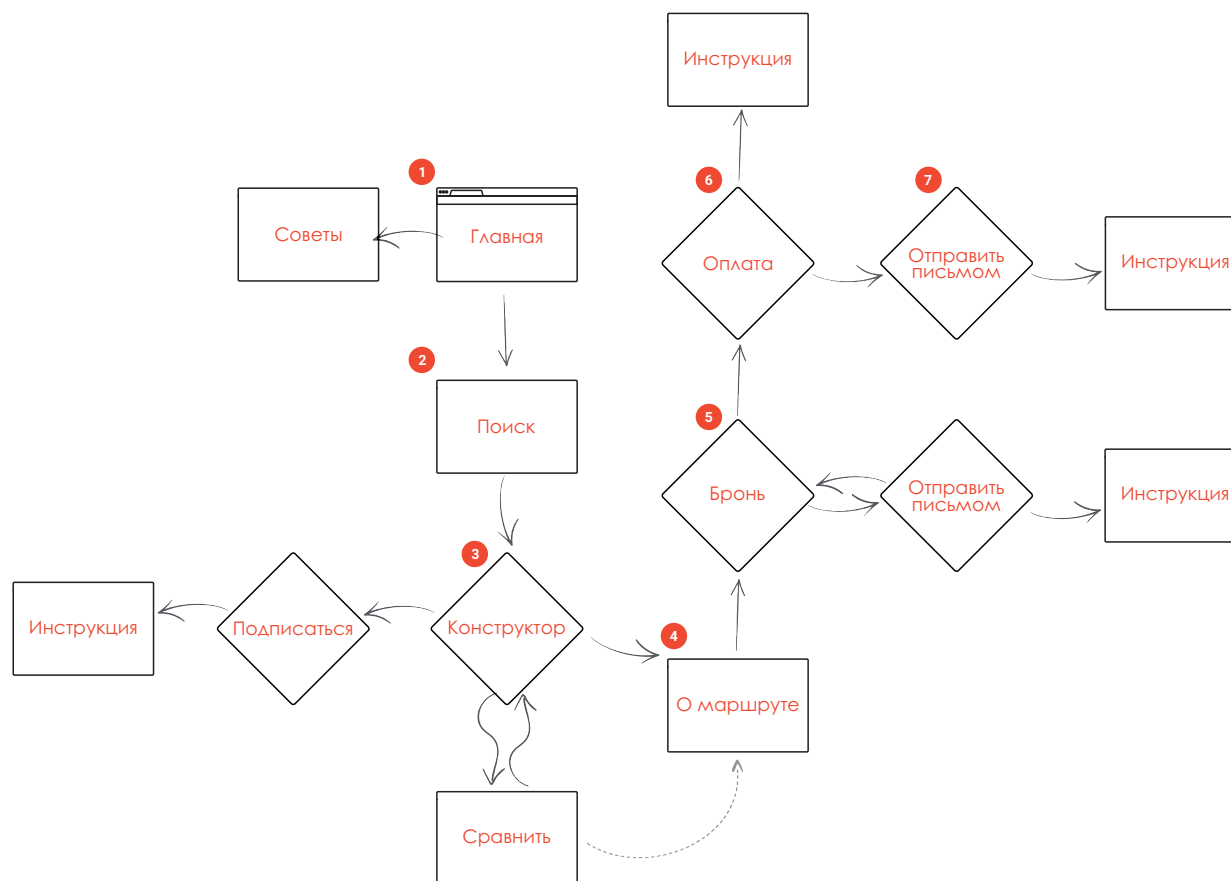 Инструкция
1
6
7
Советы
Главная
Оплата
Отправить
письмом
Инструкция
2
Поиск
5
Бронь
Отправить
письмом
Инструкция
3
Инструкция
Подписаться
Конструктор
4
О маршруте
Сравнить